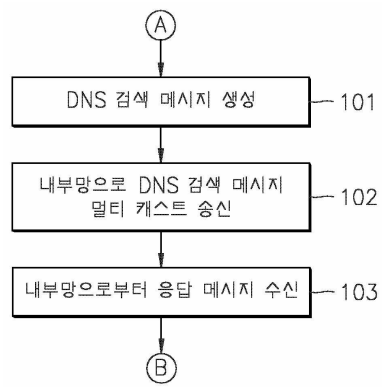 A
DNS 검색 메시지 생성
101
내부망으로 DNS 검색 메시지
멀티 캐스트 송신
102
내부망으로부터 응답 메시지 수신
103
B